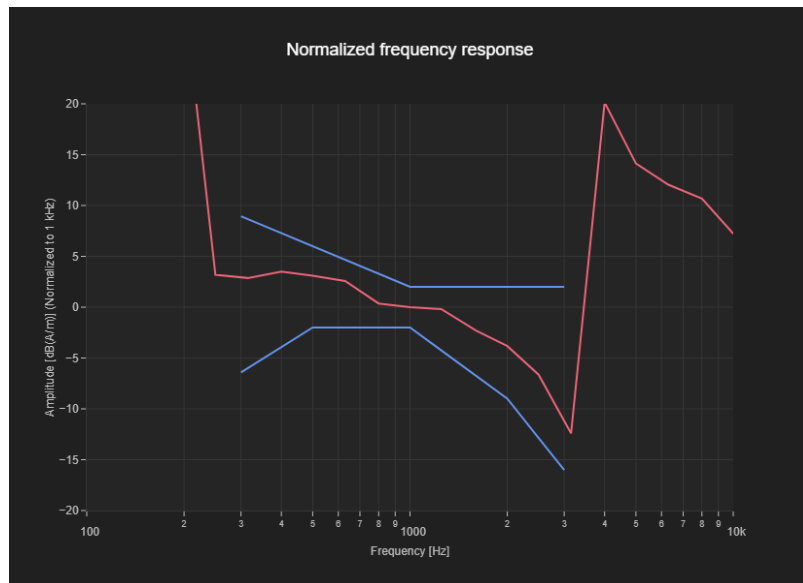 Normalized frequency response
Amplitude [dB(A/m)] (Normalized to 1 kHz)
20
15
10
5
0
−5
−10
−15
−20
100 2 3 4 5 6 7 8 9 1000 2 3 4 5 6 7 8 9 10k
Frequency [Hz]